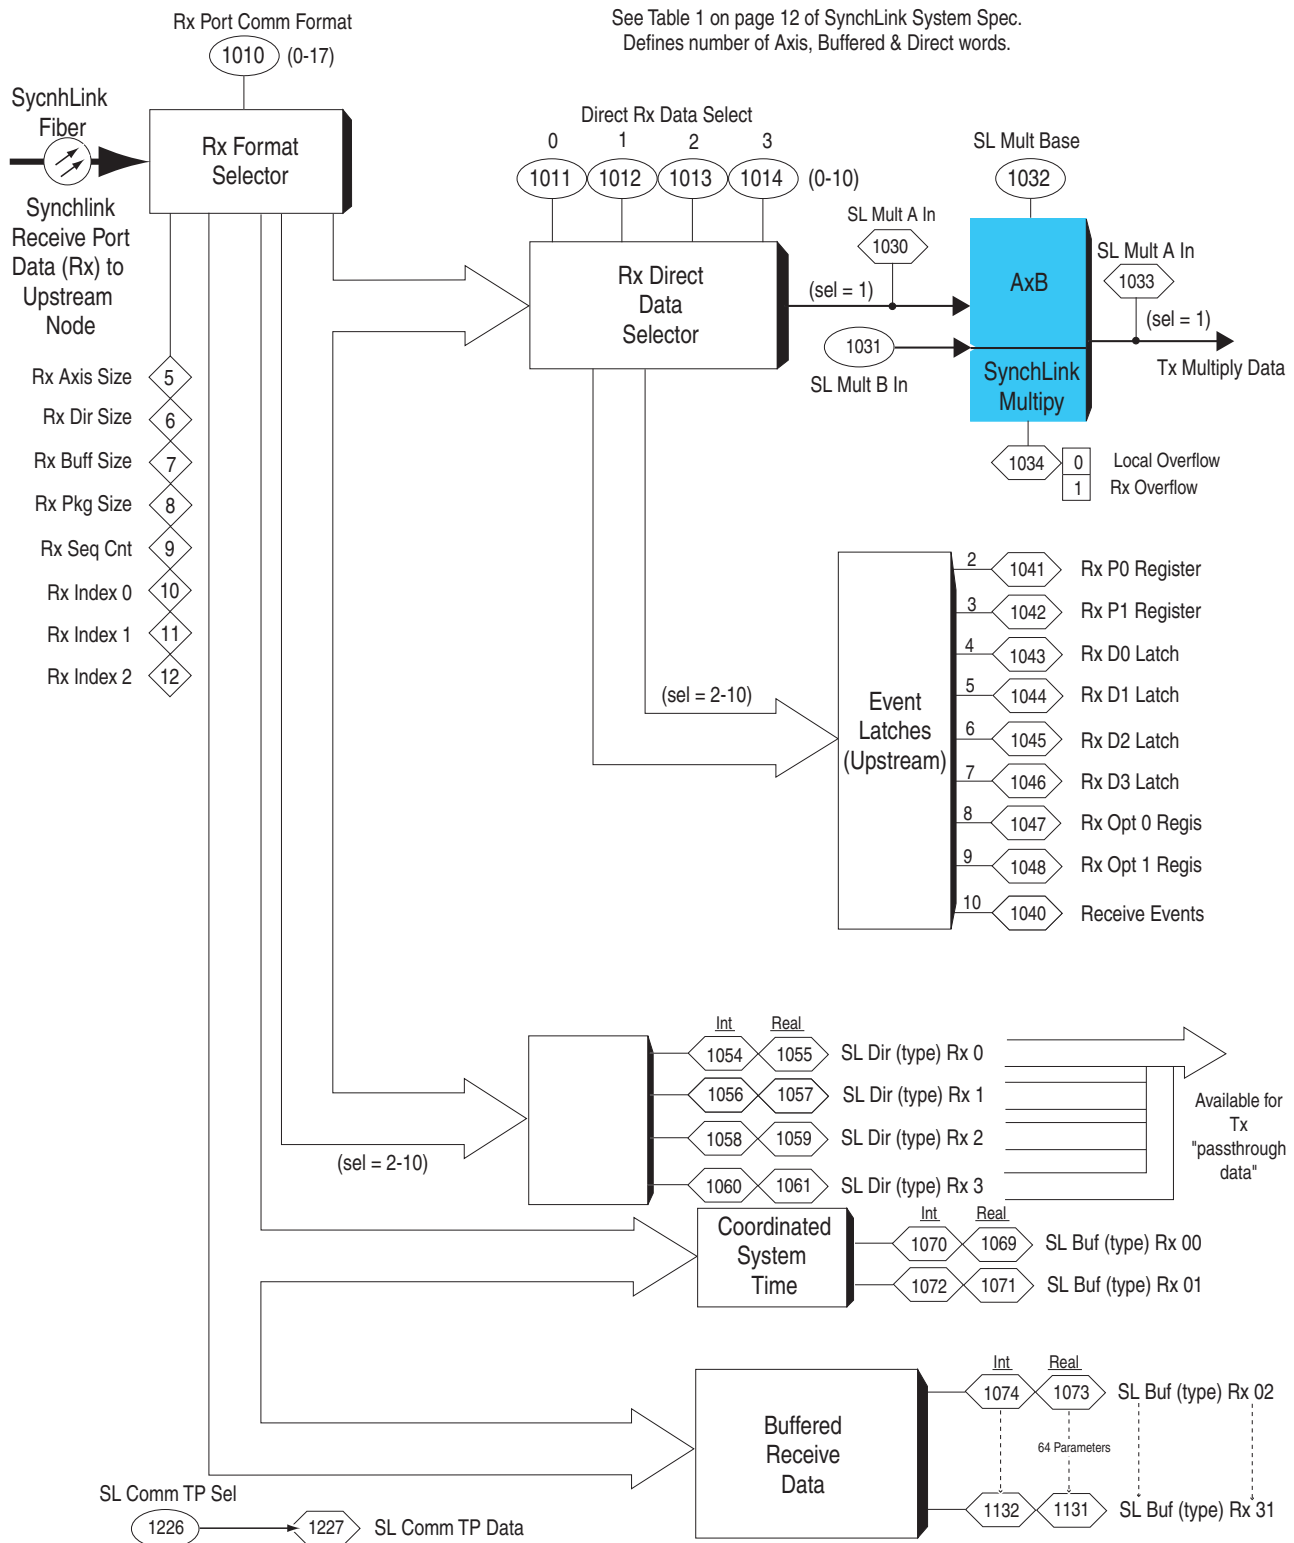 Rx Port Comm Format
1010 (0-17)
See Table 1 on page 12 of SynchLink System Spec.
Defines number of Axis, Buffered & Direct words.
SycnhLink
Fiber
Rx Format
Selector
Synchlink
Receive Port
Data (Rx) to
Upstream
Node
Direct Rx Data Select
0 1 2 3
1011 1012 1013 1014 (0-10)
SL Mult Base
1032
SL Mult A In
1030
Rx Direct
Data
Selector
(sel = 1)
1031
SL Mult B In
AxB
SynchLink
Multipy
SL Mult A In
1033
(sel = 1)
Tx Multiply Data
1034 0 Local Overflow
1 Rx Overflow
Rx Axis Size 5
Rx Dir Size 6
Rx Buff Size 7
Rx Pkg Size 8
Rx Seq Cnt 9
Rx Index 0 10
Rx Index 1 11
Rx Index 2 12
(sel = 2-10)
Event
Latches
(Upstream)
2 1041 Rx P0 Register
3 1042 Rx P1 Register
4 1043 Rx D0 Latch
5 1044 Rx D1 Latch
6 1045 Rx D2 Latch
7 1046 Rx D3 Latch
8 1047 Rx Opt 0 Regis
9 1048 Rx Opt 1 Regis
10 1040 Receive Events
Int Real
1054 1055 SL Dir (type) Rx 0
1056 1057 SL Dir (type) Rx 1
1058 1059 SL Dir (type) Rx 2
1060 1061 SL Dir (type) Rx 3
(sel = 2-10)
Available for
Tx
"passthrough
data"
Coordinated
System
Time
Int Real
1070 1069 SL Buf (type) Rx 00
1072 1071 SL Buf (type) Rx 01
Buffered
Receive
Data
Int Real
1074 1073 SL Buf (type) Rx 02
64 Parameters
1132 1131 SL Buf (type) Rx 31
SL Comm TP Sel
1226 1227 SL Comm TP Data